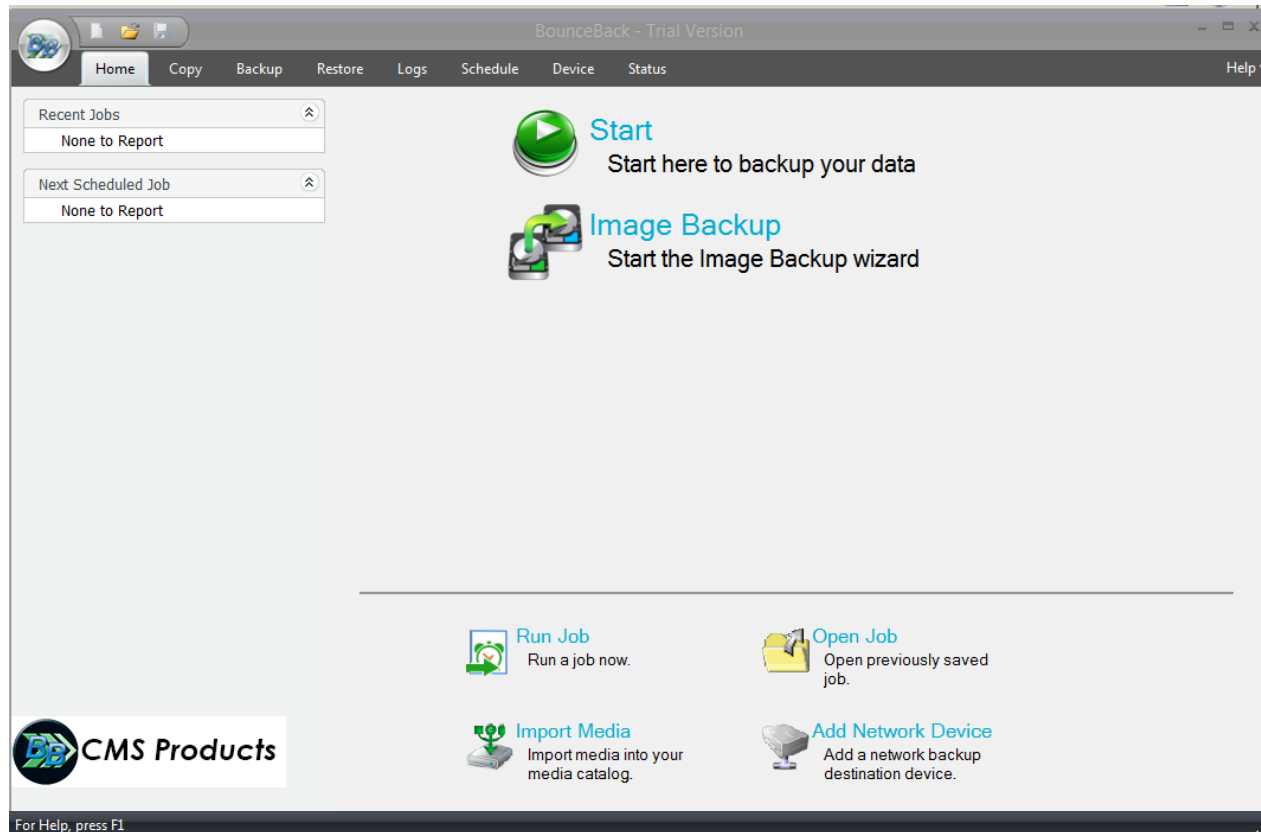 BB
BounceBack - Trial Version
Home Copy Backup Restore Logs Schedule Device Status Help
Recent Jobs
None to Report
Next Scheduled Job
None to Report
Start
Start here to backup your data
Image Backup
Start the Image Backup wizard
Run Job
Run a job now.
Open Job
Open previously saved
job.
Import Media
Import media into your
media catalog.
Add Network Device
Add a network backup
destination device.
BB CMS Products
For Help, press F1